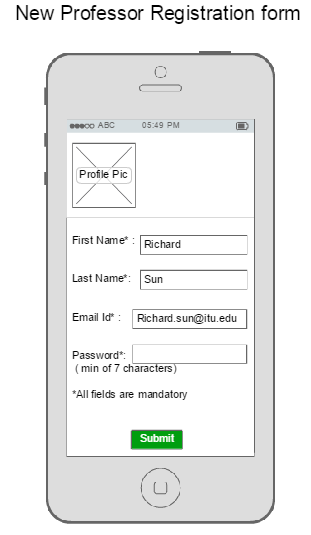 New Professor Registration form
ABC 05:49 PM
Profile Pic
First Name* : Richard
Last Name*: Sun
Email Id* : Richard.sun@itu.edu
Password*:
( min of 7 characters)
*All fields are mandatory
Submit